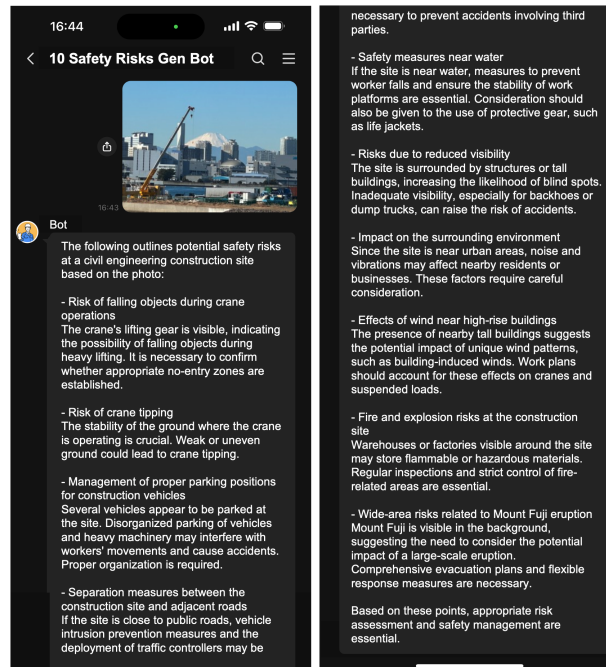 16:44
10 Safety Risks Gen Bot
16:43
Bot
The following outlines potential safety risks
at a civil engineering construction site
based on the photo:
- Risk of falling objects during crane
operations
The crane's lifting gear is visible, indicating
the possibility of falling objects during
heavy lifting. It is necessary to confirm
whether appropriate no-entry zones are
established.
- Risk of crane tipping
The stability of the ground where the crane
is operating is crucial. Weak or uneven
ground could lead to crane tipping.
- Management of proper parking positions
for construction vehicles
Several vehicles appear to be parked at
the site. Disorganized parking of vehicles
and heavy machinery may interfere with
workers' movements and cause accidents.
Proper organization is required.
- Separation measures between the
construction site and adjacent roads
If the site is close to public roads, vehicle
intrusion prevention measures and the
deployment of traffic controllers may be
necessary to prevent accidents involving third
parties.
- Safety measures near water
If the site is near water, measures to prevent
worker falls and ensure the stability of work
platforms are essential. Consideration should
also be given to the use of protective gear, such
as life jackets.
- Risks due to reduced visibility
The site is surrounded by structures or tall
buildings, increasing the likelihood of blind spots.
Inadequate visibility, especially for backhoes or
dump trucks, can raise the risk of accidents.
- Impact on the surrounding environment
Since the site is near urban areas, noise and
vibrations may affect nearby residents or
businesses. These factors require careful
consideration.
- Effects of wind near high-rise buildings
The presence of nearby tall buildings suggests
the potential impact of unique wind patterns,
such as building-induced winds. Work plans
should account for these effects on cranes and
suspended loads.
- Fire and explosion risks at the construction
site
Warehouses or factories visible around the site
may store flammable or hazardous materials.
Regular inspections and strict control of fire-
related areas are essential.
- Wide-area risks related to Mount Fuji eruption
Mount Fuji is visible in the background,
suggesting the need to consider the potential
impact of a large-scale eruption.
Comprehensive evacuation plans and flexible
response measures are necessary.
Based on these points, appropriate risk
assessment and safety management are
essential.